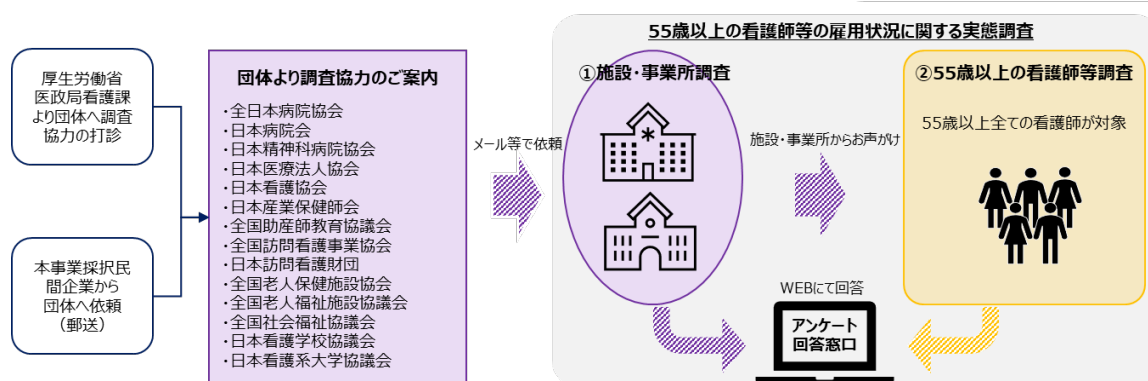 55歳以上の看護師等の雇用状況に関する実態調査
厚生労働省
医政局看護課
より団体へ調査
協力の打診
本事業採択民
間企業から
団体へ依頼
（郵送）
団体より調査協力のご案内
・全日本病院協会
・日本病院会
・日本精神科病院協会
・日本医療法人協会
・日本看護協会
・日本産業保健師会
・全国助産師教育協議会
・全国訪問看護事業協会
・日本訪問看護財団
・全国老人保健施設協会
・全国老人福祉施設協議会
・全国社会福祉協議会
・日本看護学校協議会
・日本看護系大学協議会
メール等で依頼
①施設・事業所調査
施設・事業所からお声がけ
②55歳以上の看護師等調査
55歳以上全ての看護師が対象
WEBにて回答
アンケート
回答窓口